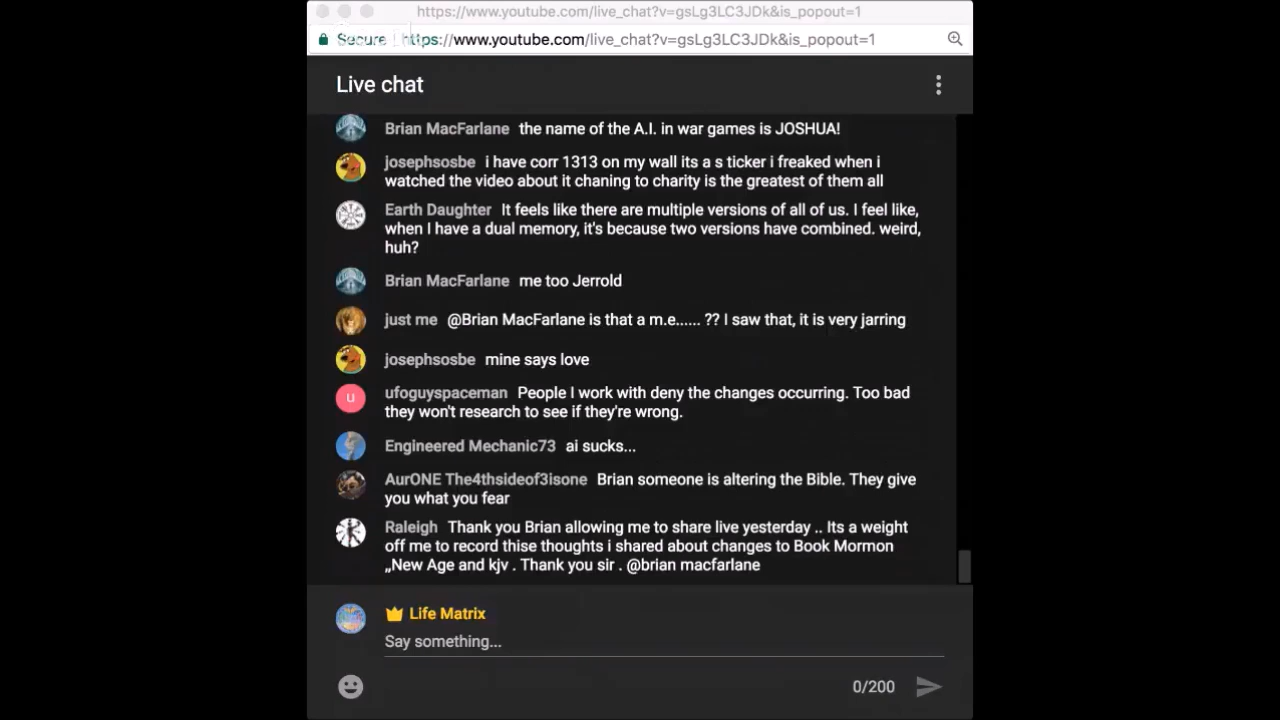 https://www.youtube.com/live_chat?v=gsLg3LC3JDk&is_popout=1
Secure https://www.youtube.com/live_chat?v=gsLg3LC3JDk&is_popout=1
Live chat
Brian MacFarlane the name of the A.I. in war games is JOSHUA!
josephsosbe i have corr 1313 on my wall its a s ticker i freaked when i
watched the video about it chaning to charity is the greatest of them all
Earth Daughter It feels like there are multiple versions of all of us. I feel like,
when I have a dual memory, it's because two versions have combined. weird,
huh?
Brian MacFarlane me too Jerrold
just me @Brian MacFarlane is that a m.e...... ?? I saw that, it is very jarring
josephsosbe mine says love
U
ufoguyspaceman People I work with deny the changes occurring. Too bad
they won't research to see if they're wrong.
Engineered Mechanic73 ai sucks...
AurONE The4thsideof3isone Brian someone is altering the Bible. They give
you what you fear
Raleigh Thank you Brian allowing me to share live yesterday .. Its a weight
off me to record thise thoughts i shared about changes to Book Mormon
„New Age and kjv . Thank you sir . @brian macfarlane
Life Matrix
Say something...
0/200